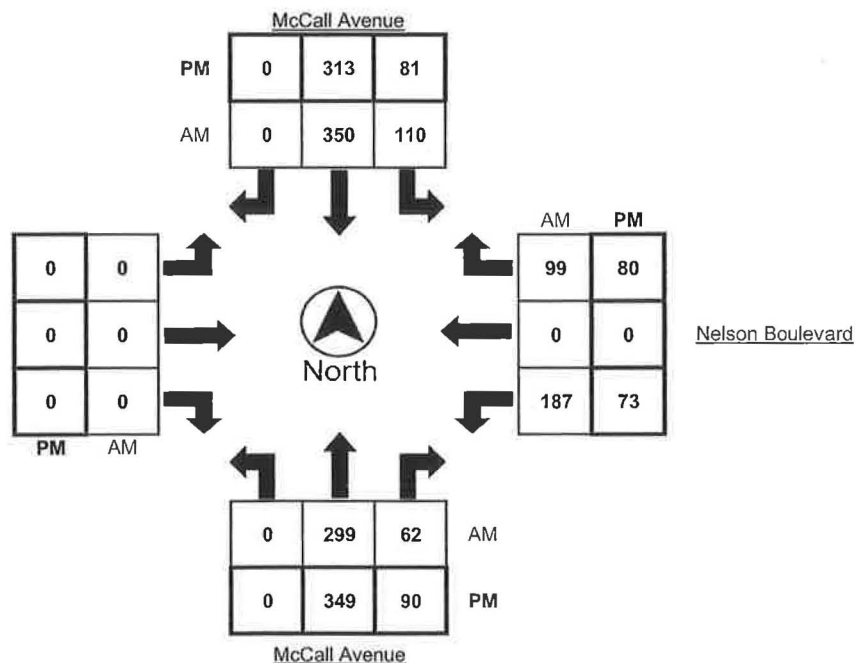 McCall Avenue
PM 0 313 81
AM 0 350 110
AM PM
0 0 99 80
0 0 0 0 Nelson Boulevard
0 0 187 73
PM AM
North
0 299 62 AM
0 349 90 PM
McCall Avenue